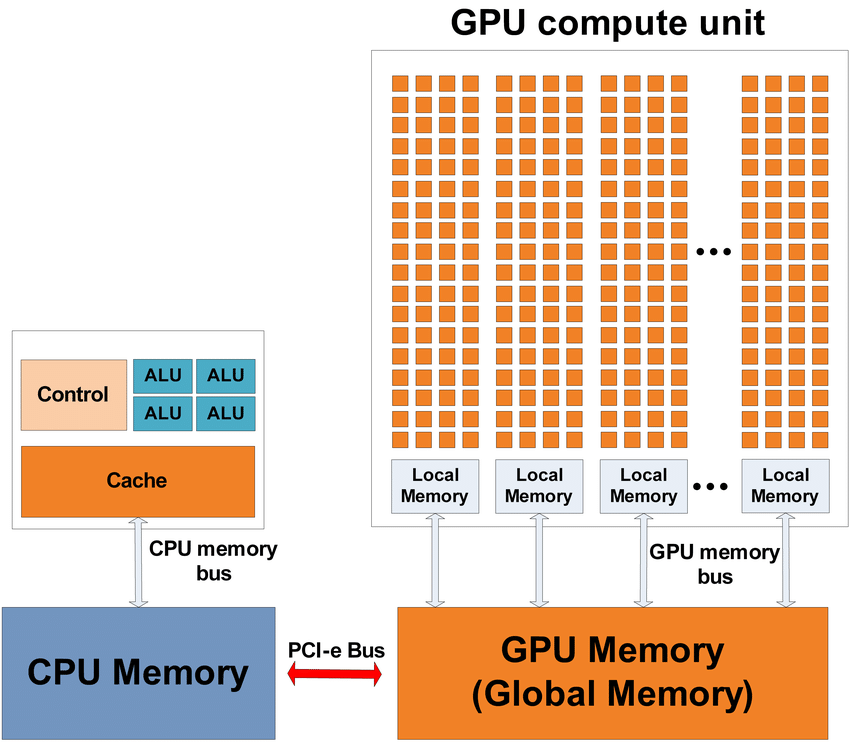 GPU compute unit
Control
ALU
ALU
ALU
ALU
Cache
Local
Memory
Local
Memory
Local
Memory
Local
Memory
CPU memory
bus
GPU memory
bus
CPU Memory
PCI-e Bus
GPU Memory
(Global Memory)